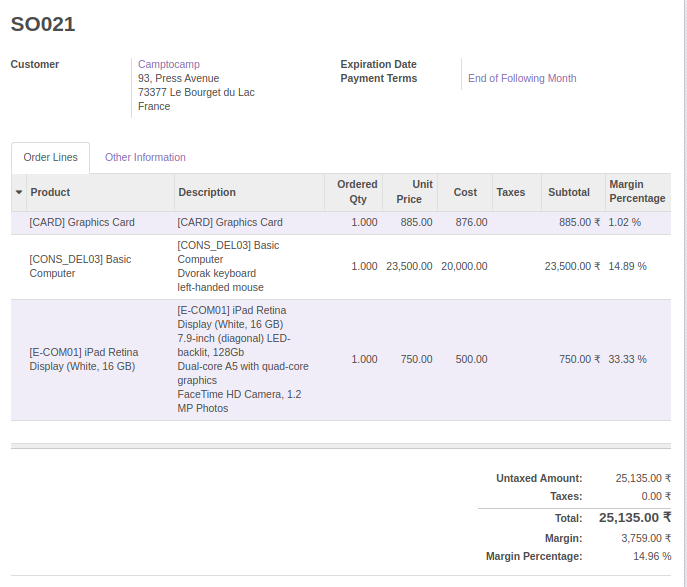 SO021
Customer
Camptocamp
93, Press Avenue
73377 Le Bourget du Lac
France
Expiration Date
Payment Terms
End of Following Month
Order Lines
Other Information
Product
Description
Ordered Qty
Unit Price
Cost
Taxes
Subtotal
Margin Percentage
[CARD] Graphics Card
[CARD] Graphics Card
1.000
885.00
876.00
885.00 ₹
1.02 %
[CONS_DEL03] Basic
Computer
[CONS_DEL03] Basic
Computer
Dvorak keyboard
left-handed mouse
1.000
23,500.00
20,000.00
23,500.00 ₹
14.89 %
[E-COM01] iPad Retina
Display (White, 16 GB)
[E-COM01] iPad Retina
Display (White, 16 GB)
7.9-inch (diagonal) LED-
backlit, 128Gb
Dual-core A5 with quad-core
graphics
FaceTime HD Camera, 1.2
MP Photos
1.000
750.00
500.00
750.00 ₹
33.33 %
Untaxed Amount: 25,135.00 ₹
Taxes: 0.00 ₹
Total: 25,135.00 ₹
Margin: 3,759.00 ₹
Margin Percentage: 14.96 %